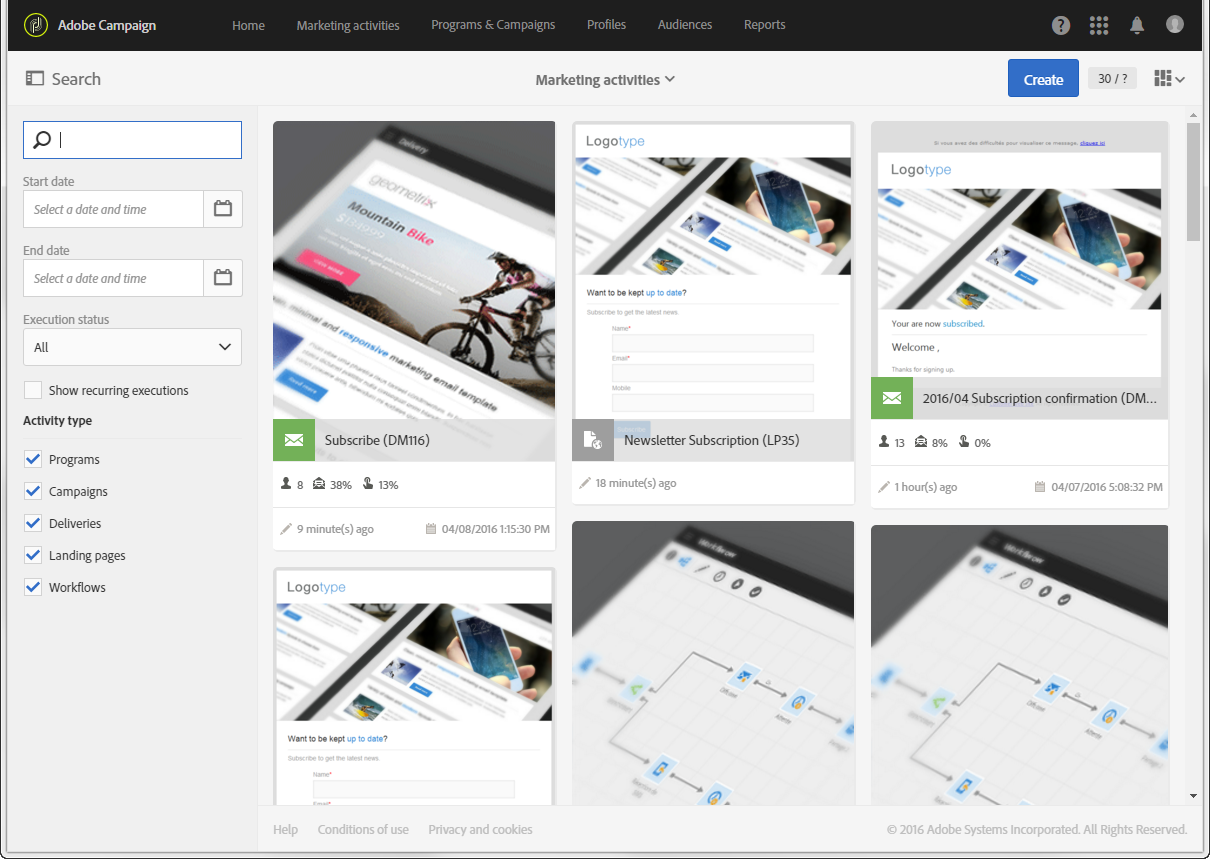 Adobe Campaign
Home
Marketing activities
Programs & Campaigns
Profiles
Audiences
Reports
?
Search
Marketing activities
Create
30 / ?
Start date
Select a date and time
End date
Select a date and time
Execution status
All
Show recurring executions
Activity type
Programs
Campaigns
Deliveries
Landing pages
Workflows
Delivery
geometrixx
Mountain Bike
minimal and responsive marketing email template
Read more
Subscribe (DM116)
8 38% 13%
9 minute(s) ago
04/08/2016 1:15:30 PM
Logotype
Want to be kept up to date?
Subscribe to get the latest news.
Name*
Email*
Mobile
Subscribe
Newsletter Subscription (LP35)
18 minute(s) ago
Si vous avez des difficultés pour visualiser ce message, cliquez ici
Logotype
Your are now subscribed.
Welcome ,
Thanks for signing up.
2016/04 Subscription confirmation (DM...
13 8% 0%
1 hour(s) ago
04/07/2016 5:08:32 PM
Logotype
Want to be kept up to date?
Subscribe to get the latest news.
Name*
Email*
Workflow
Workflow
Help
Conditions of use
Privacy and cookies
© 2016 Adobe Systems Incorporated. All Rights Reserved.